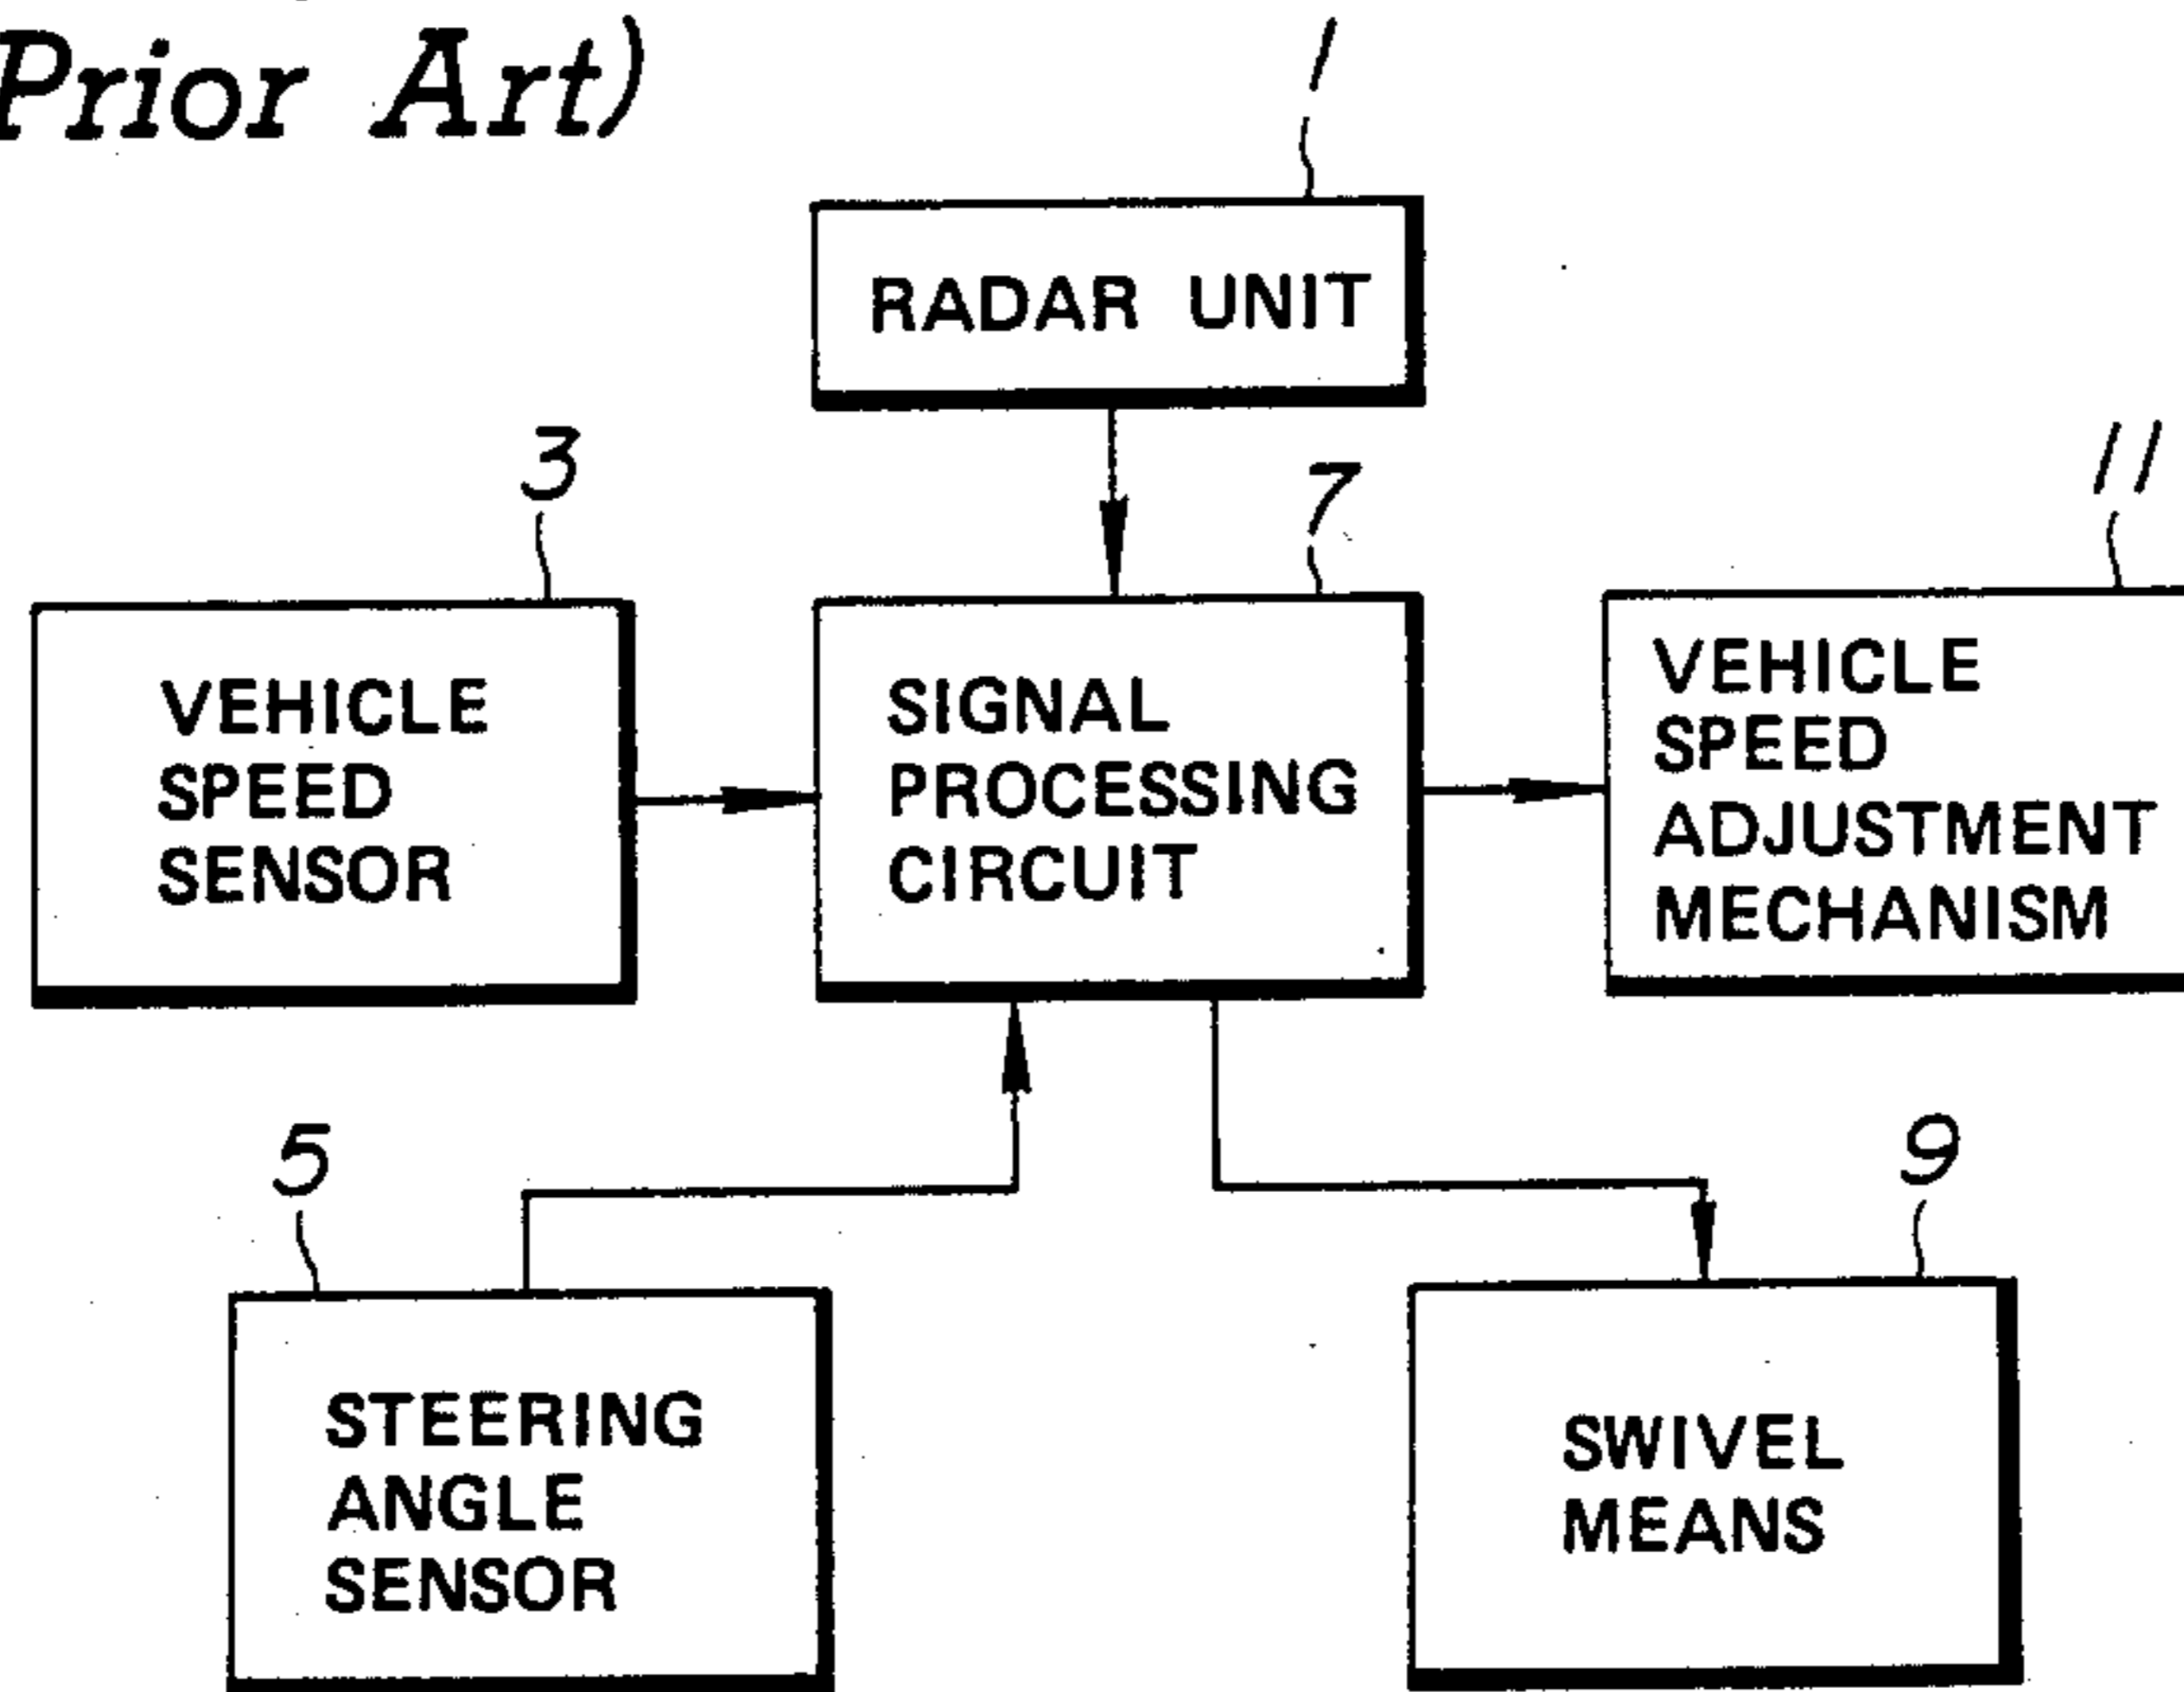 Prior Art)
1
RADAR UNIT
3
7
11
VEHICLE
SPEED
SENSOR
SIGNAL
PROCESSING
CIRCUIT
VEHICLE
SPEED
ADJUSTMENT
MECHANISM
5
9
STEERING
ANGLE
SENSOR
SWIVEL
MEANS